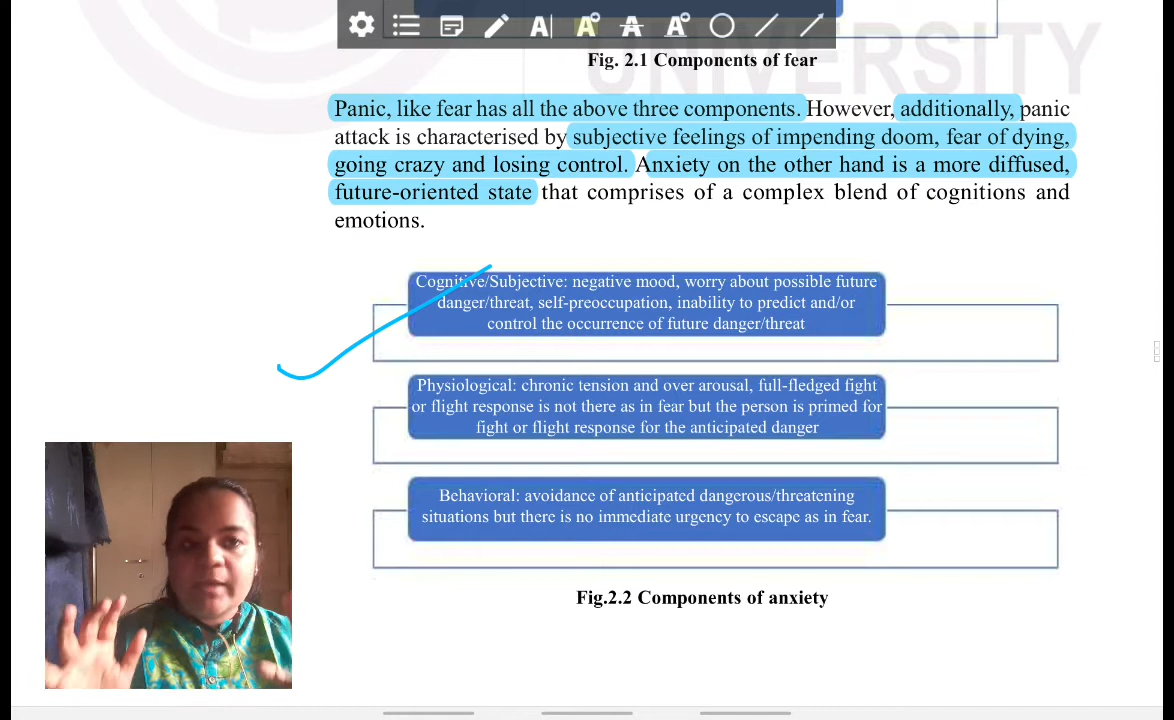 A A A A
UNIVERSITY
Fig. 2.1 Components of fear
Panic, like fear has all the above three components. However, additionally, panic
attack is characterised by subjective feelings of impending doom, fear of dying,
going crazy and losing control. Anxiety on the other hand is a more diffused,
future-oriented state that comprises of a complex blend of cognitions and
emotions.
Cognitive/Subjective: negative mood, worry about possible future
danger/threat, self-preoccupation, inability to predict and/or
control the occurrence of future danger/threat
Physiological: chronic tension and over arousal, full-fledged fight
or flight response is not there as in fear but the person is primed for
fight or flight response for the anticipated danger
Behavioral: avoidance of anticipated dangerous/threatening
situations but there is no immediate urgency to escape as in fear.
Fig.2.2 Components of anxiety